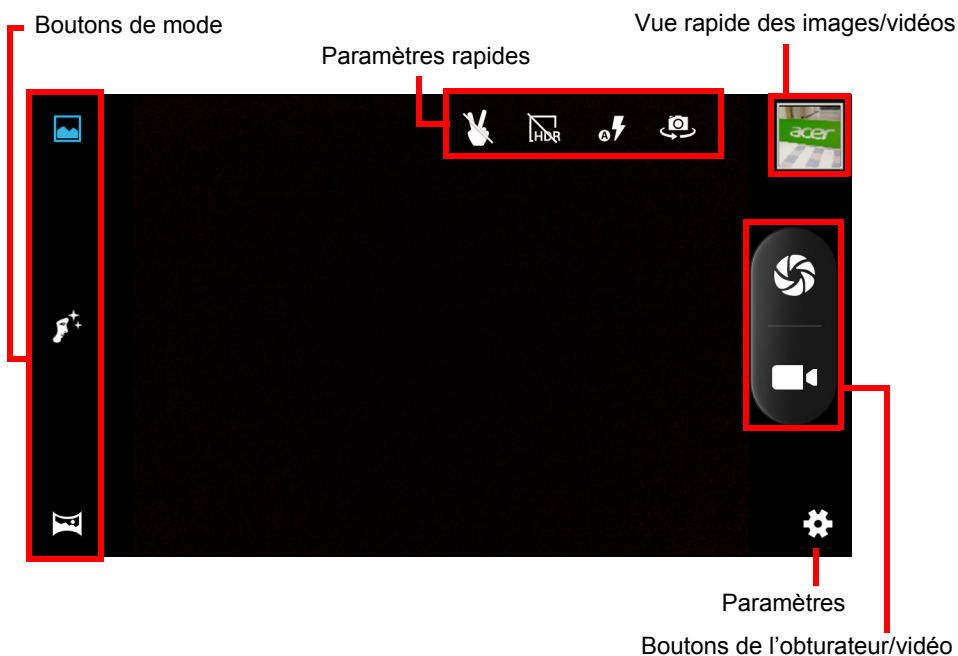 Boutons de mode
Vue rapide des images/vidéos
Paramètres rapides
HDR
A
acer
Paramètres
Boutons de l’obturateur/vidéo